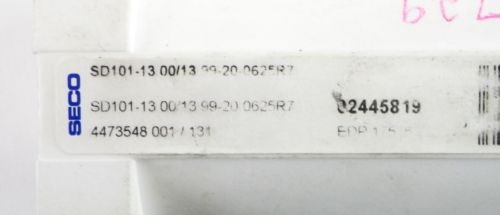 SECO
SD101-13.00/13.99-20-0625R7
SD101-13.00/13.99-20-0625R7
02445819
4473548 001 / 131
EDP